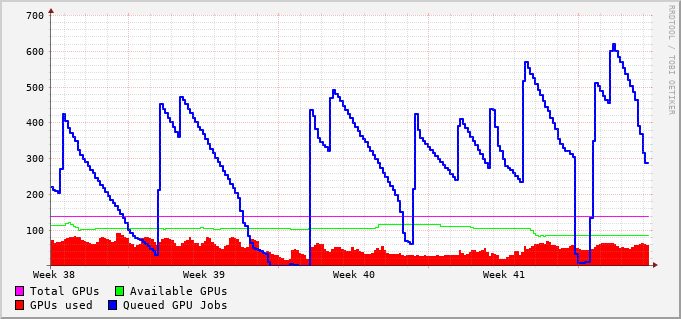 700
600
500
400
300
200
100
Week 38 Week 39 Week 40 Week 41
Total GPUs Available GPUs
GPUs used Queued GPU Jobs
RRDTOOL / TOBI OETIKER